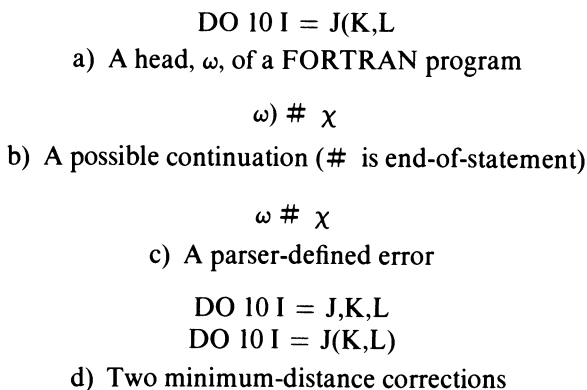 DO 10 I = J(K,L
a) A head, ω, of a FORTRAN program
ω) # χ
b) A possible continuation (# is end-of-statement)
ω # χ
c) A parser-defined error
DO 10 I = J,K,L
DO 10 I = J(K,L)
d) Two minimum-distance corrections